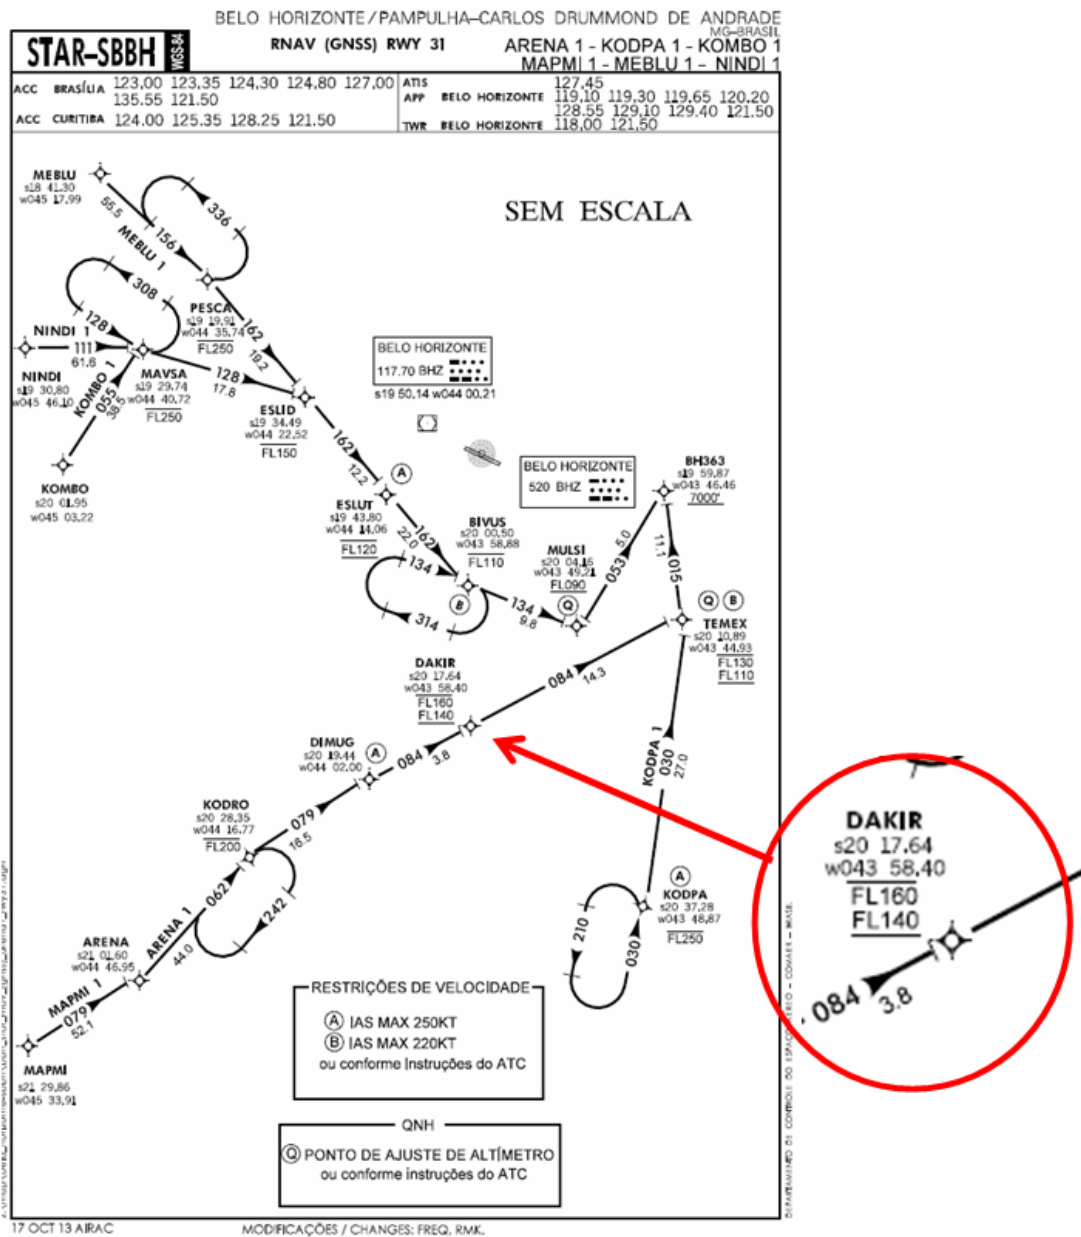 BELO HORIZONTE/PAMPULHA–CARLOS DRUMMOND DE ANDRADE
MG–BRASIL
STAR–SBBH
WGS-84
RNAV (GNSS) RWY 31
ARENA 1 - KODPA 1 - KOMBO 1
MAPMI 1 - MEBLU 1 - NINDI 1
ACC BRASÍLIA 123,00 123,35 124,30 124,80 127,00
135.55 121.50
ACC CURITIBA 124.00 125.35 128.25 121.50
ATIS 127.45
APP BELO HORIZONTE 119,10 119,30 119,65 120,20
128.55 129,10 129.40 121.50
TWR BELO HORIZONTE 118,00 121,50
SEM ESCALA
MEBLU
s18 41.30
w045 17.99
55.5
156
MEBLU 1
336
308
128
NINDI 1
111
61.6
NINDI
s19 30,80
w045 46,10
KOMBO 1
055
38.5
KOMBO
s20 01.95
w045 03.22
PESCA
s19 19.91
w044 35.74
FL250
162
19.2
MAVSA
s19 29.74
w044 40.72
FL250
128
17.8
ESLID
s19 34.49
w044 22.52
FL150
162
12.2
BELO HORIZONTE
117.70 BHZ
s19 50.14 w044 00.21
BELO HORIZONTE
520 BHZ
A
ESLUT
s19 43.80
w044 14.06
FL120
22.0
162
134
314
BIVUS
s20 00.50
w043 58.88
FL110
B
134
9.8
MULSI
s20 04.15
w043 49.21
FL090
Q
053
5.0
BH363
s19 59.87
w043 46.46
7000'
11.1
015
Q B
TEMEX
s20 10.89
w043 44.93
FL130
FL110
DAKIR
s20 17.64
w043 58.40
FL160
FL140
084
14.3
DIMUG
s20 19.44
w044 02.00
A
084
3.8
KODRO
s20 28.35
w044 16.77
FL200
079
16.5
062
242
ARENA 1
44.0
ARENA
s21 01.60
w044 46.95
MAPMI 1
079
52.1
MAPMI
s21 29.86
w045 33.91
KODPA 1
030
27.0
A
KODPA
s20 37.28
w043 48.87
FL250
210
030
DAKIR
s20 17.64
w043 58.40
FL160
FL140
084
3.8
RESTRIÇÕES DE VELOCIDADE
A IAS MAX 250KT
B IAS MAX 220KT
ou conforme Instruções do ATC
QNH
Q PONTO DE AJUSTE DE ALTÍMETRO
ou conforme instruções do ATC
17 OCT 13 AIRAC
MODIFICAÇÕES / CHANGES: FREQ, RMK.